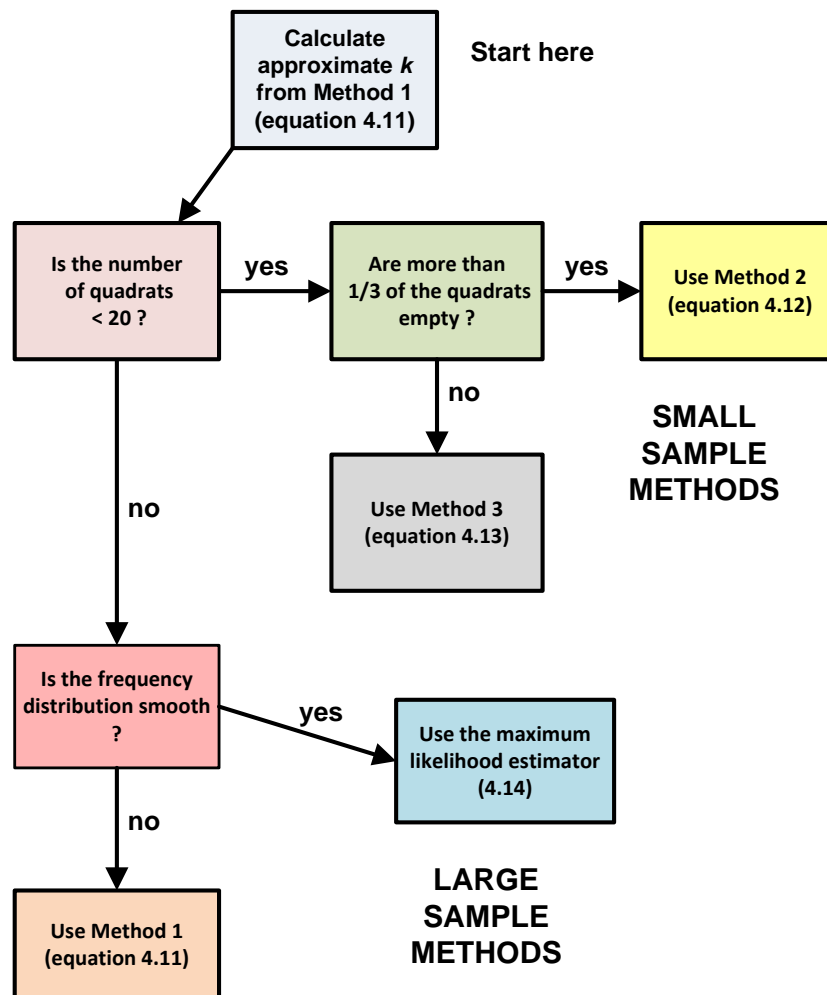 Calculate
approximate k
from Method 1
(equation 4.11)
Start here
Is the number
of quadrats
< 20 ?
yes
Are more than
1/3 of the quadrats
empty ?
yes
Use Method 2
(equation 4.12)
no
no
SMALL
SAMPLE
METHODS
Use Method 3
(equation 4.13)
Is the frequency
distribution smooth
?
yes
Use the maximum
likelihood estimator
(4.14)
no
Use Method 1
(equation 4.11)
LARGE
SAMPLE
METHODS